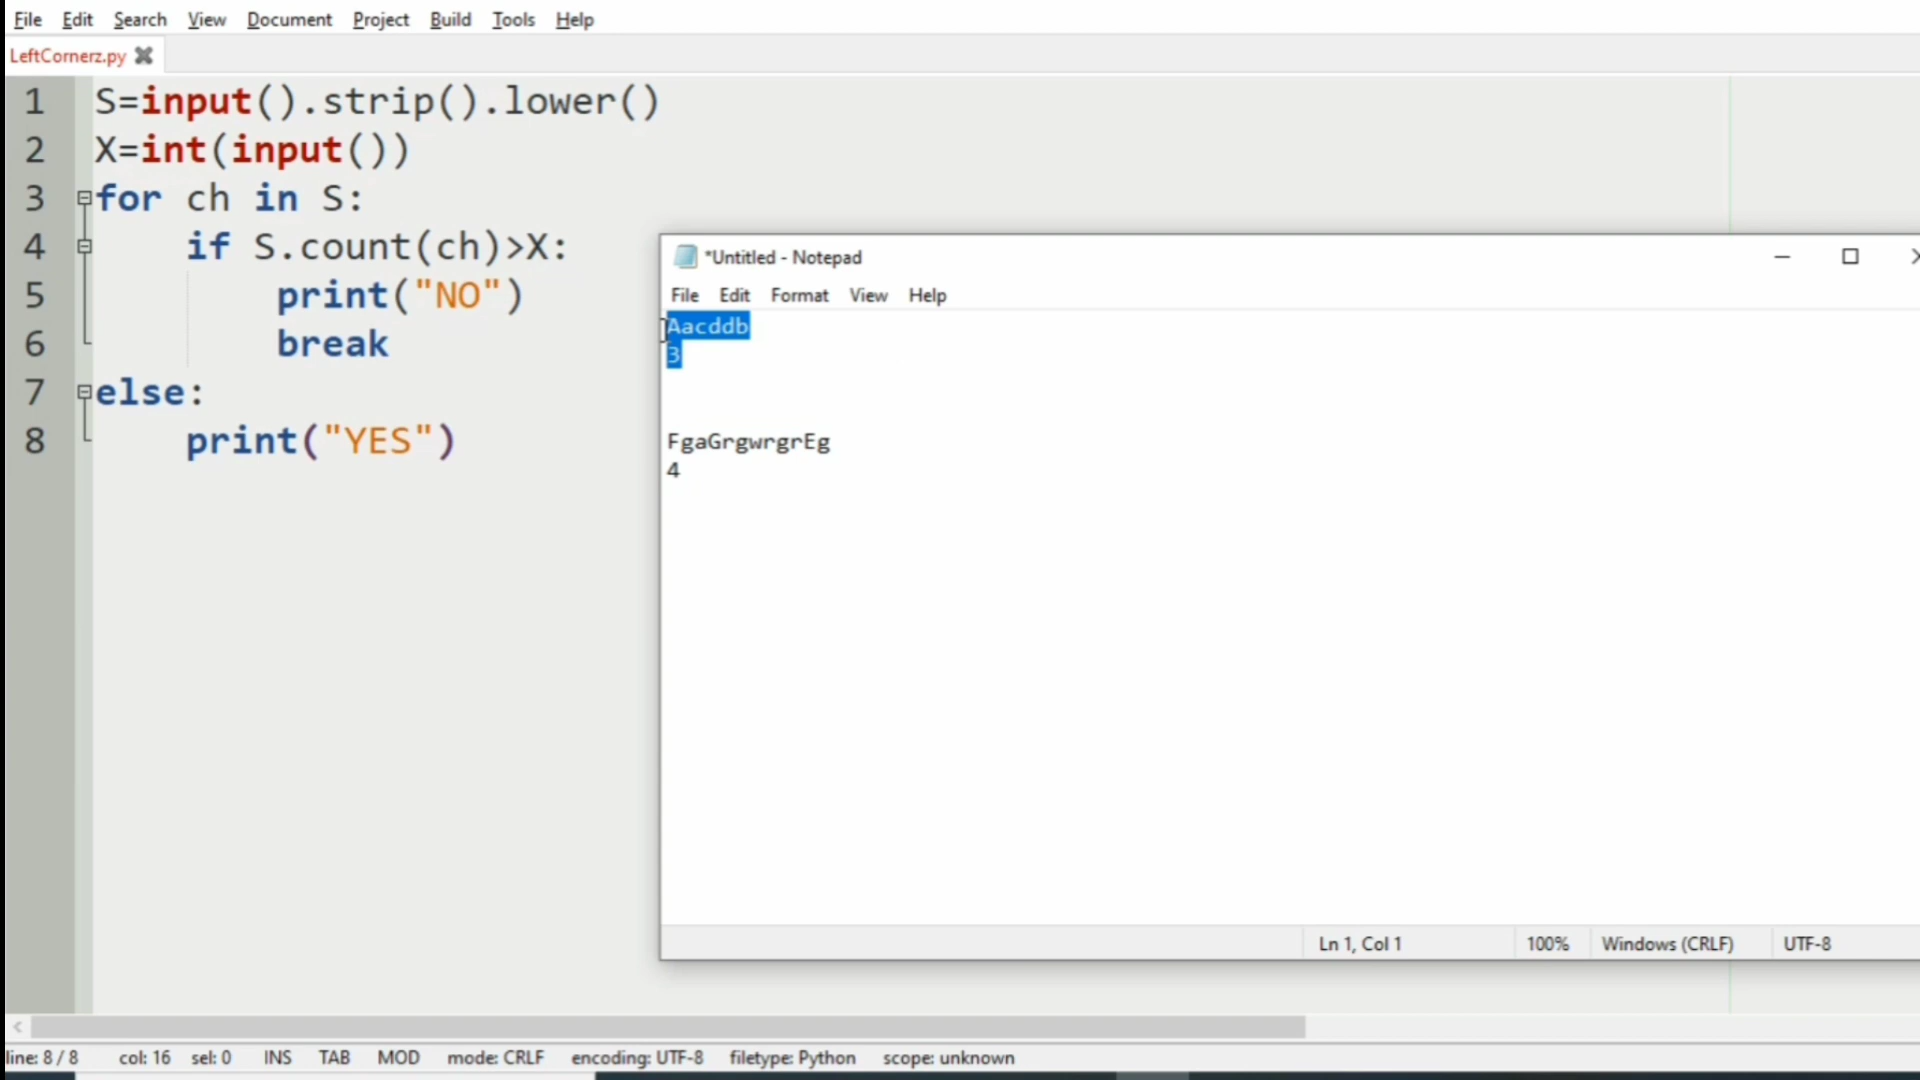 File Edit Search View Document Project Build Tools Help
LeftCornerz.py
1 S=input().strip().lower()
2 X=int(input())
3 for ch in S:
4 if S.count(ch)>X:
5 print("NO")
6 break
7 else:
8 print("YES")
*Untitled - Notepad
File Edit Format View Help
Aacddb
3
FgaGrgwrgrEg
4
Ln 1, Col 1 100% Windows (CRLF) UTF-8
line: 8 / 8 col: 16 sel: 0 INS TAB MOD mode: CRLF encoding: UTF-8 filetype: Python scope: unknown